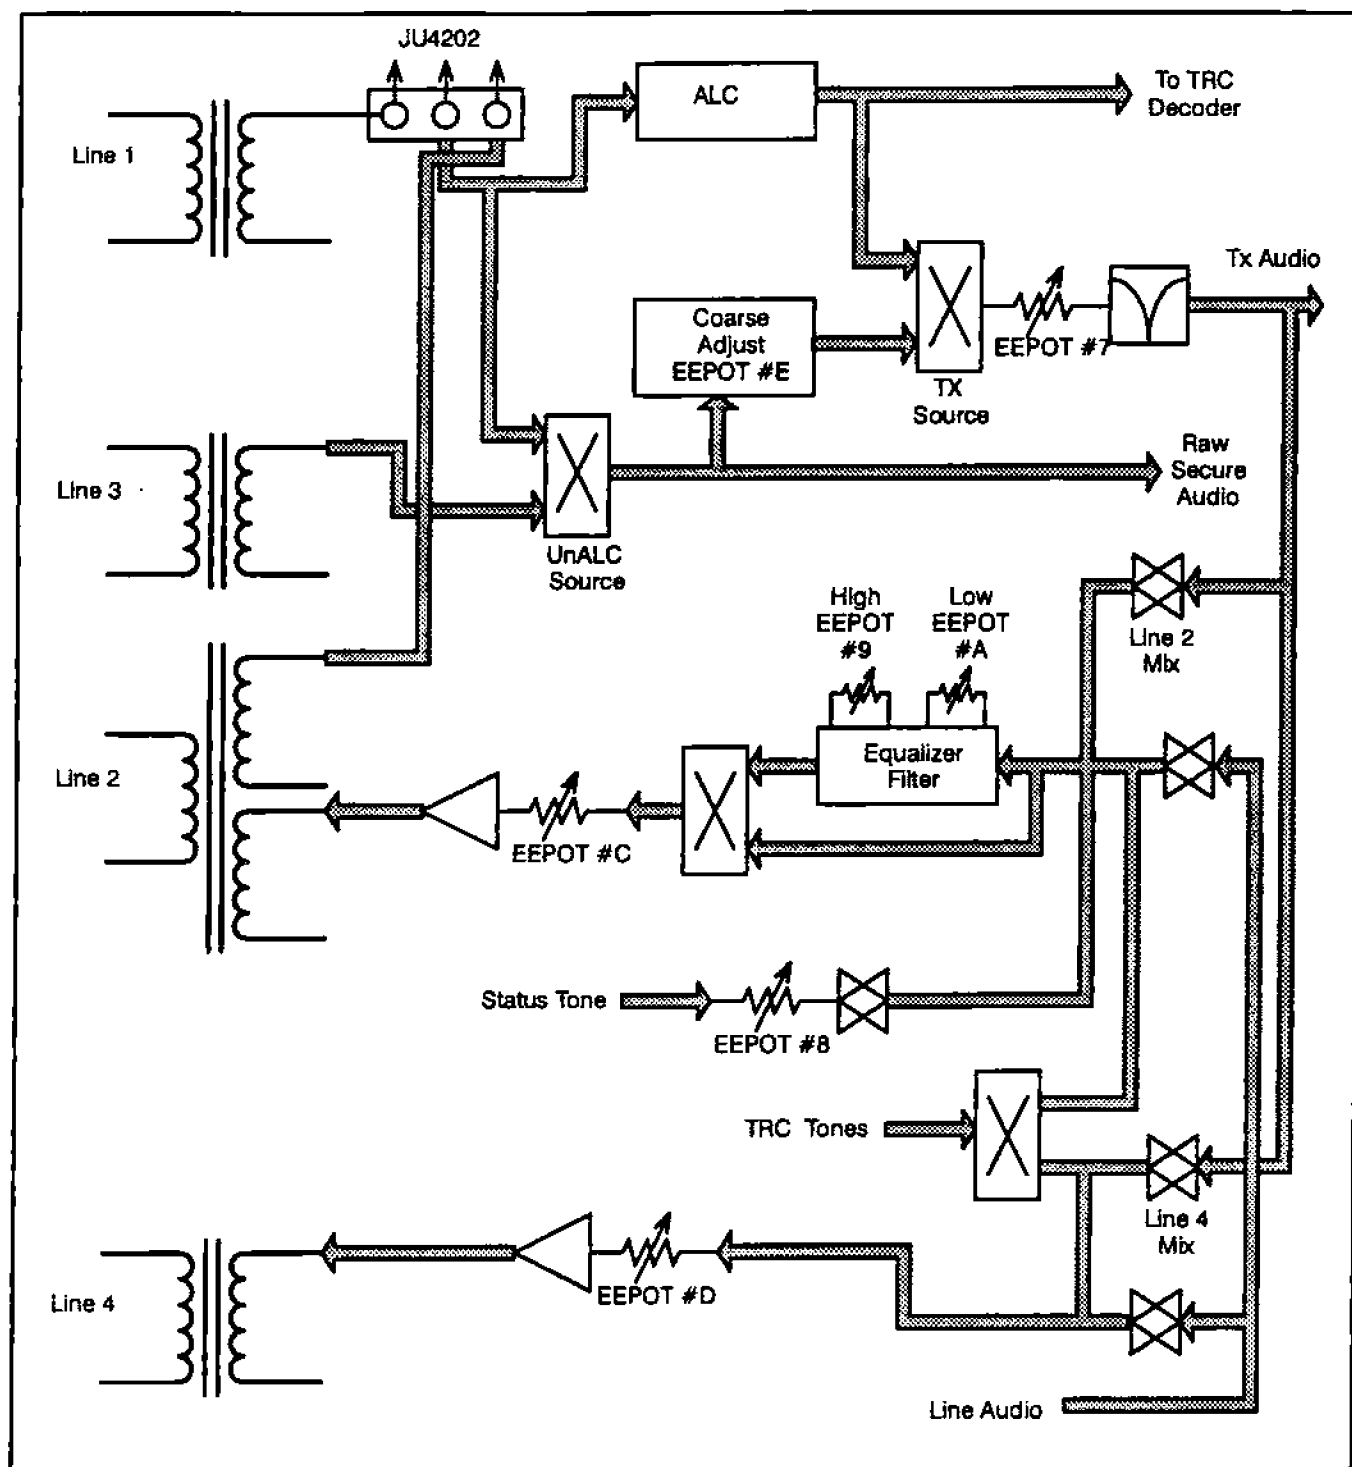 JU4202
Line 1
ALC
To TRC
Decoder
Tx Audio
Coarse
Adjust
EEPOT #E
EEPOT #7
TX
Source
Line 3
UnALC
Source
Raw
Secure
Audio
High
EEPOT
#9
Low
EEPOT
#A
Line 2
Mix
Line 2
Equalizer
Filter
EEPOT #C
Status Tone
EEPOT #8
TRC Tones
Line 4
Mix
Line 4
EEPOT #D
Line Audio